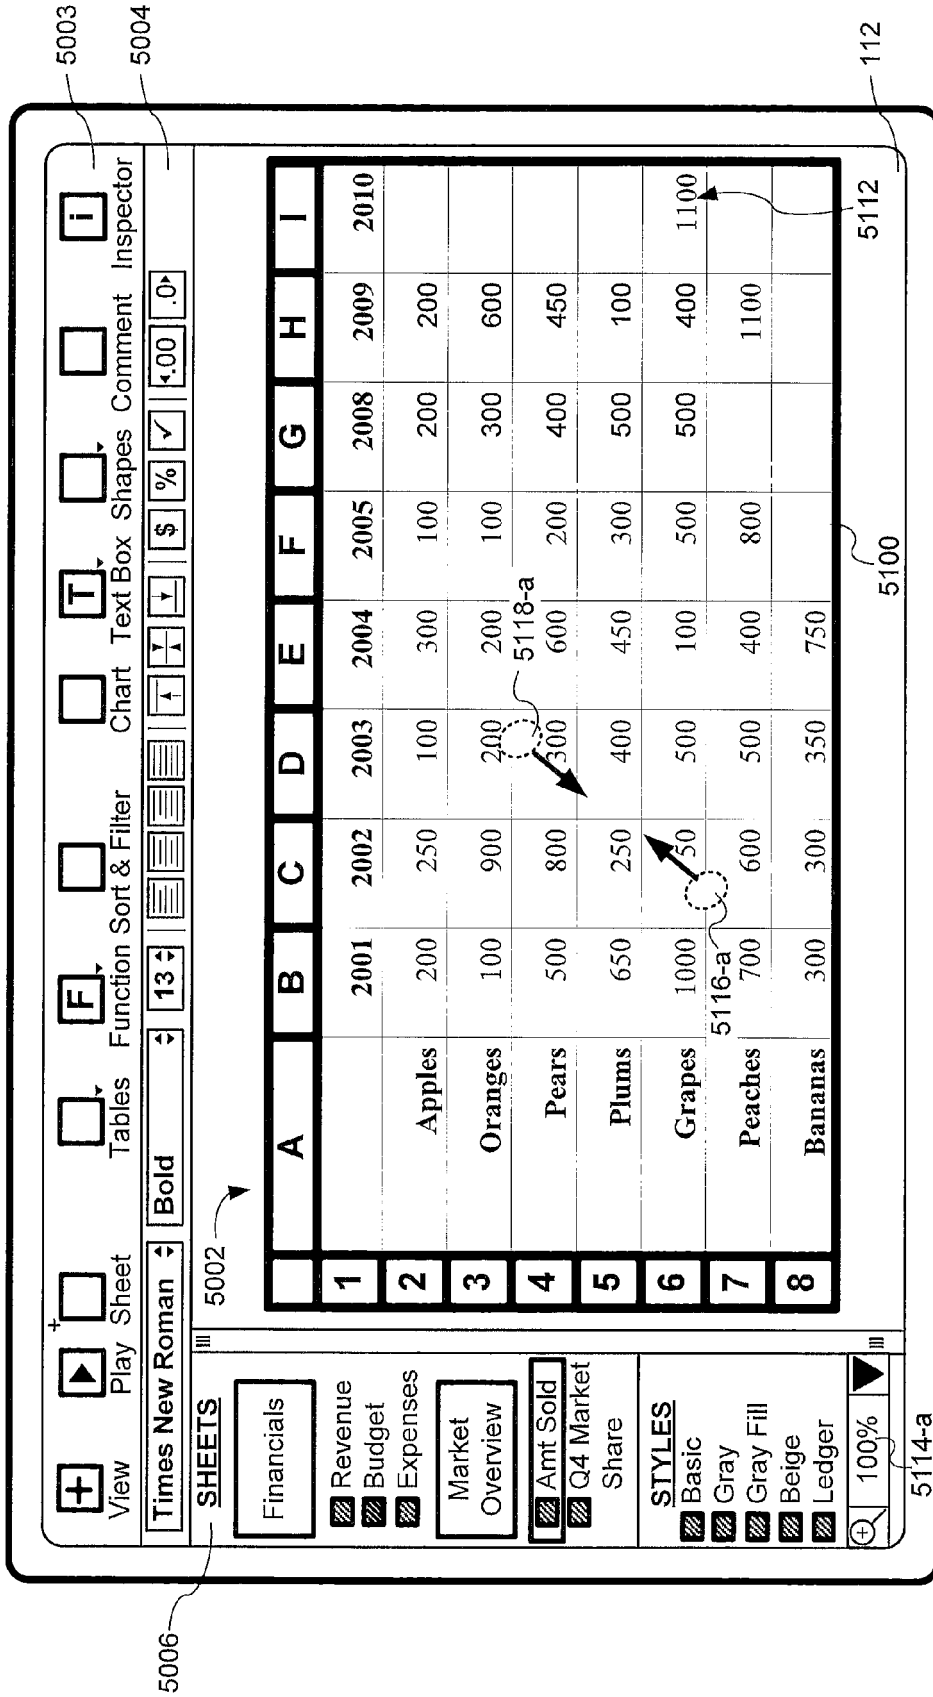 5003
5004
View Play Sheet Tables Function Sort & Filter Chart Text Box Shapes Comment Inspector
+ + F T i
Times New Roman Bold 13 $ % ✓ .00 .0
5006
5002
SHEETS
Financials
Revenue
Budget
Expenses
Market
Overview
Amt Sold
Q4 Market
Share
STYLES
Basic
Gray
Gray Fill
Beige
Ledger
100%
5114-a
A B C D E F G H I
1 2001 2002 2003 2004 2005 2008 2009 2010
2 Apples 200 250 100 300 100 200 200
3 Oranges 100 900 200 200 100 300 600
5118-a
4 Pears 500 800 300 600 200 400 450
5 Plums 650 250 400 450 300 500 100
6 Grapes 1000 50 500 100 500 500 400 1100
5116-a
7 Peaches 700 600 500 400 800 1100
8 Bananas 300 300 350 750
5100
5112
112